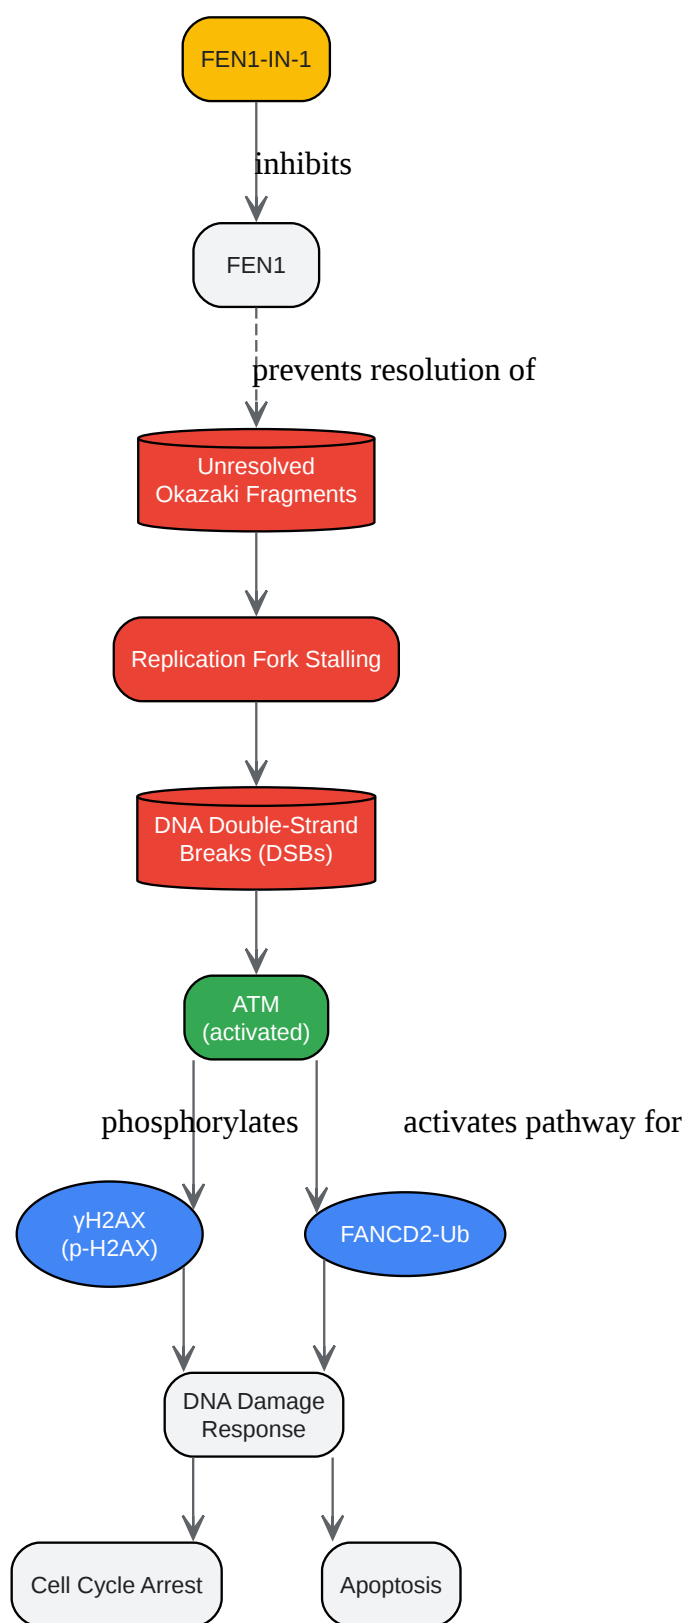 FEN1-IN-1
inhibits
FEN1
prevents resolution of
Unresolved
Okazaki Fragments
Replication Fork Stalling
DNA Double-Strand
Breaks (DSBs)
ATM
(activated)
phosphorylates
activates pathway for
γH2AX
(p-H2AX)
FANCD2-Ub
DNA Damage
Response
Cell Cycle Arrest
Apoptosis